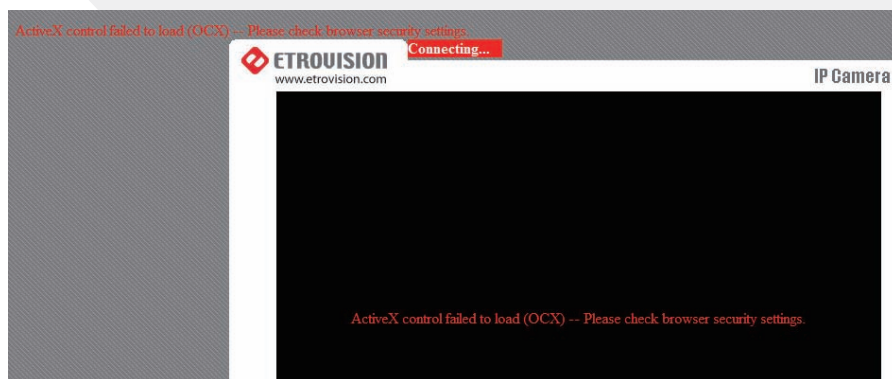 ActiveX control failed to load (OCX) -- Please check browser security settings.
Connecting...
ETROVISION
www.etrovision.com
IP Camera
ActiveX control failed to load (OCX) -- Please check browser security settings.